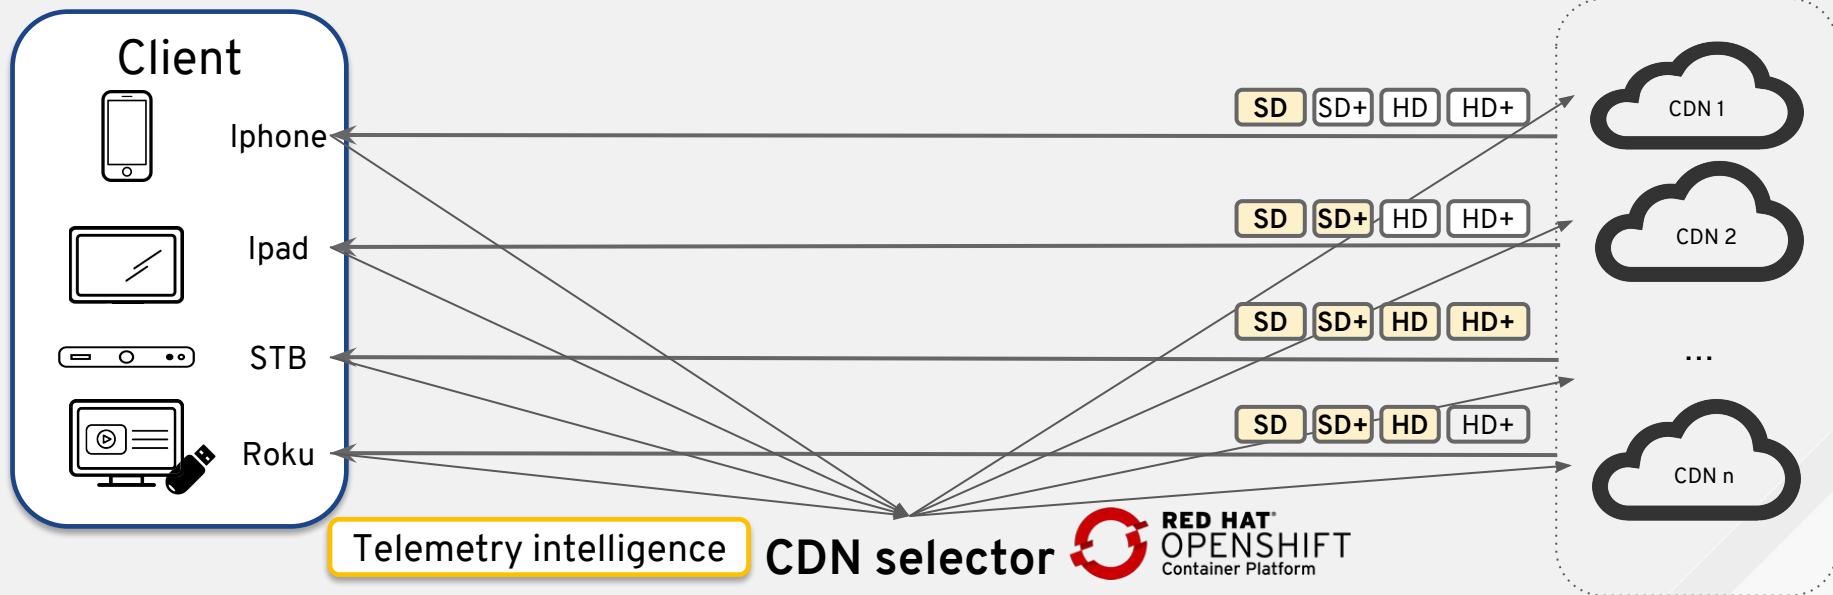 Client
Iphone
SD SD+ HD HD+
CDN 1
Ipad
SD SD+ HD HD+
CDN 2
SD SD+ HD HD+
STB
...
SD SD+ HD HD+
Roku
CDN n
Telemetry intelligence
CDN selector
RED HAT®
OPENSHIFT
Container Platform